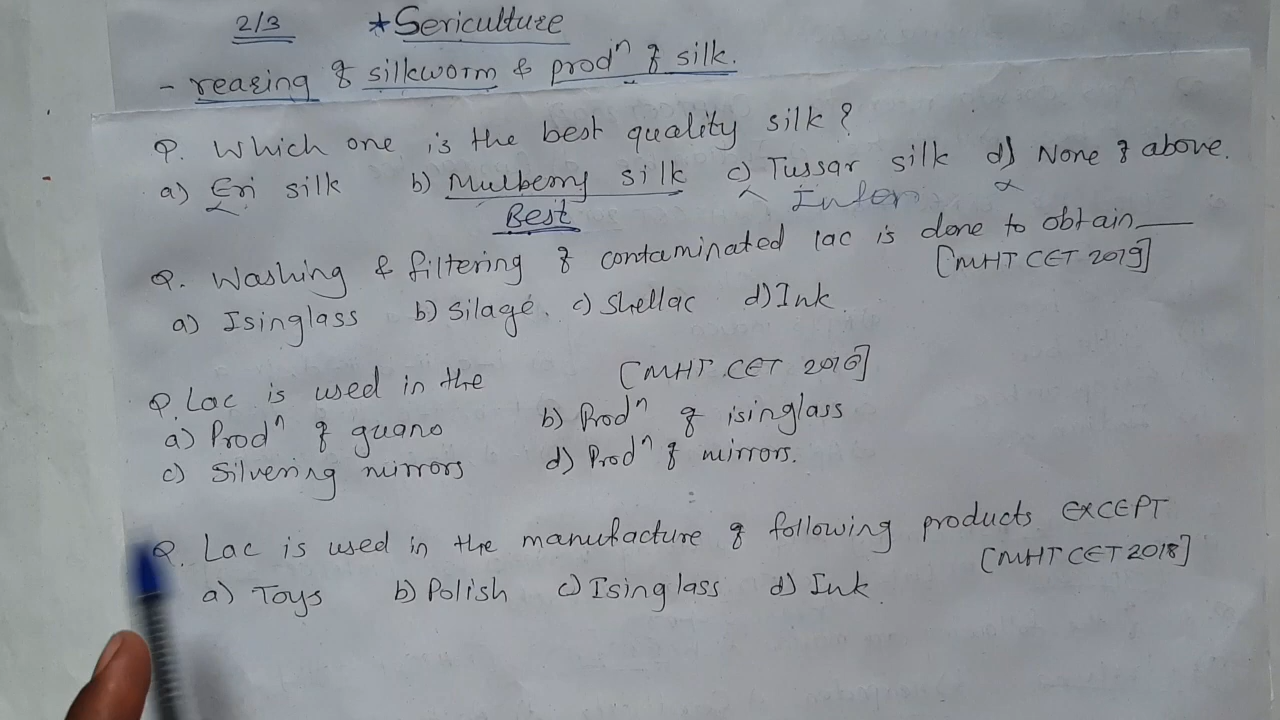 2/3 *Sericulture
- rearing of silkworm & prodⁿ of silk.
Q. Which one is the best quality silk?
a) Eri silk b) Mulberry silk c) Tussar silk d) None of above.
Best
Q. Washing & filtering of contaminated lac is done to obtain___
[MHT CET 2019]
a) Isinglass b) Silage. c) Shellac d) Ink.
Q. Lac is used in the [MHT CET 2016]
a) Prodⁿ of guano b) Prodⁿ of isinglass
c) Silvering mirrors d) Prodⁿ of mirrors.
Q. Lac is used in the manufacture of following products EXCEPT
[MHT CET 2018]
a) Toys b) Polish c) Isinglass d) Ink.